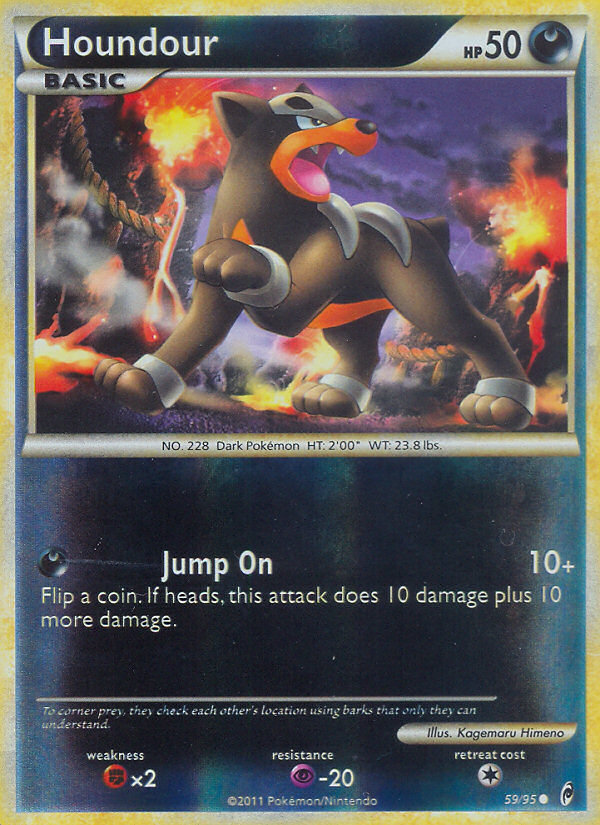 Houndour
HP 50
BASIC
NO. 228 Dark Pokémon HT: 2'00" WT: 23.8 lbs.
Jump On 10+
Flip a coin. If heads, this attack does 10 damage plus 10
more damage.
To corner prey, they check each other's location using barks that only they can
understand.
Illus. Kagemaru Himeno
weakness resistance retreat cost
×2 -20
©2011 Pokémon/Nintendo 59/95